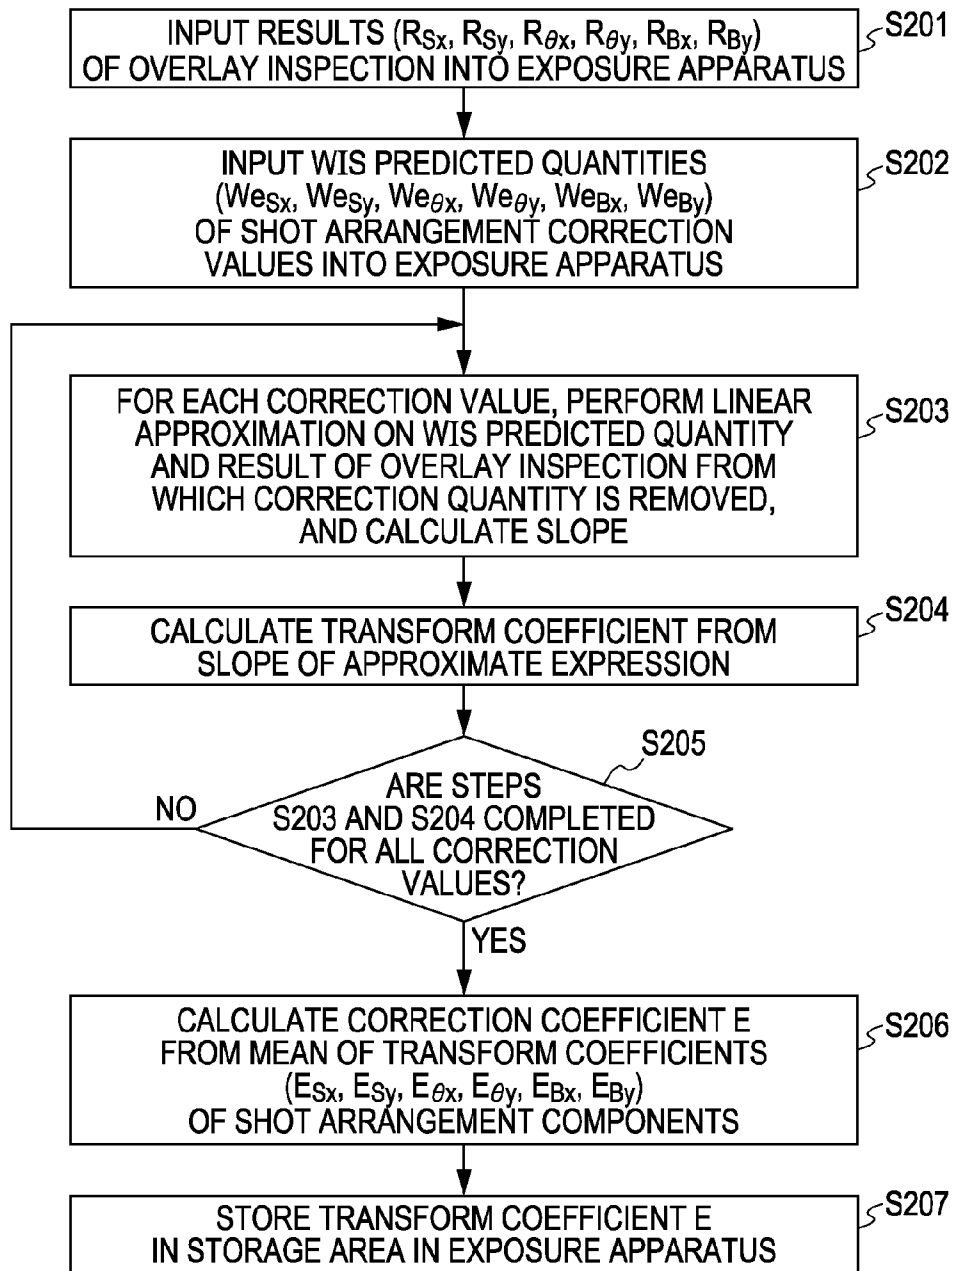 INPUT RESULTS (RSx, RSy, Rθx, Rθy, RBx, RBy)
OF OVERLAY INSPECTION INTO EXPOSURE APPARATUS
S201
INPUT WIS PREDICTED QUANTITIES
(WeSx, WeSy, Weθx, Weθy, WeBx, WeBy)
OF SHOT ARRANGEMENT CORRECTION
VALUES INTO EXPOSURE APPARATUS
S202
FOR EACH CORRECTION VALUE, PERFORM LINEAR
APPROXIMATION ON WIS PREDICTED QUANTITY
AND RESULT OF OVERLAY INSPECTION FROM
WHICH CORRECTION QUANTITY IS REMOVED,
AND CALCULATE SLOPE
S203
CALCULATE TRANSFORM COEFFICIENT FROM
SLOPE OF APPROXIMATE EXPRESSION
S204
ARE STEPS
S203 AND S204 COMPLETED
FOR ALL CORRECTION
VALUES?
S205
NO
YES
CALCULATE CORRECTION COEFFICIENT E
FROM MEAN OF TRANSFORM COEFFICIENTS
(ESx, ESy, Eθx, Eθy, EBx, EBy)
OF SHOT ARRANGEMENT COMPONENTS
S206
STORE TRANSFORM COEFFICIENT E
IN STORAGE AREA IN EXPOSURE APPARATUS
S207